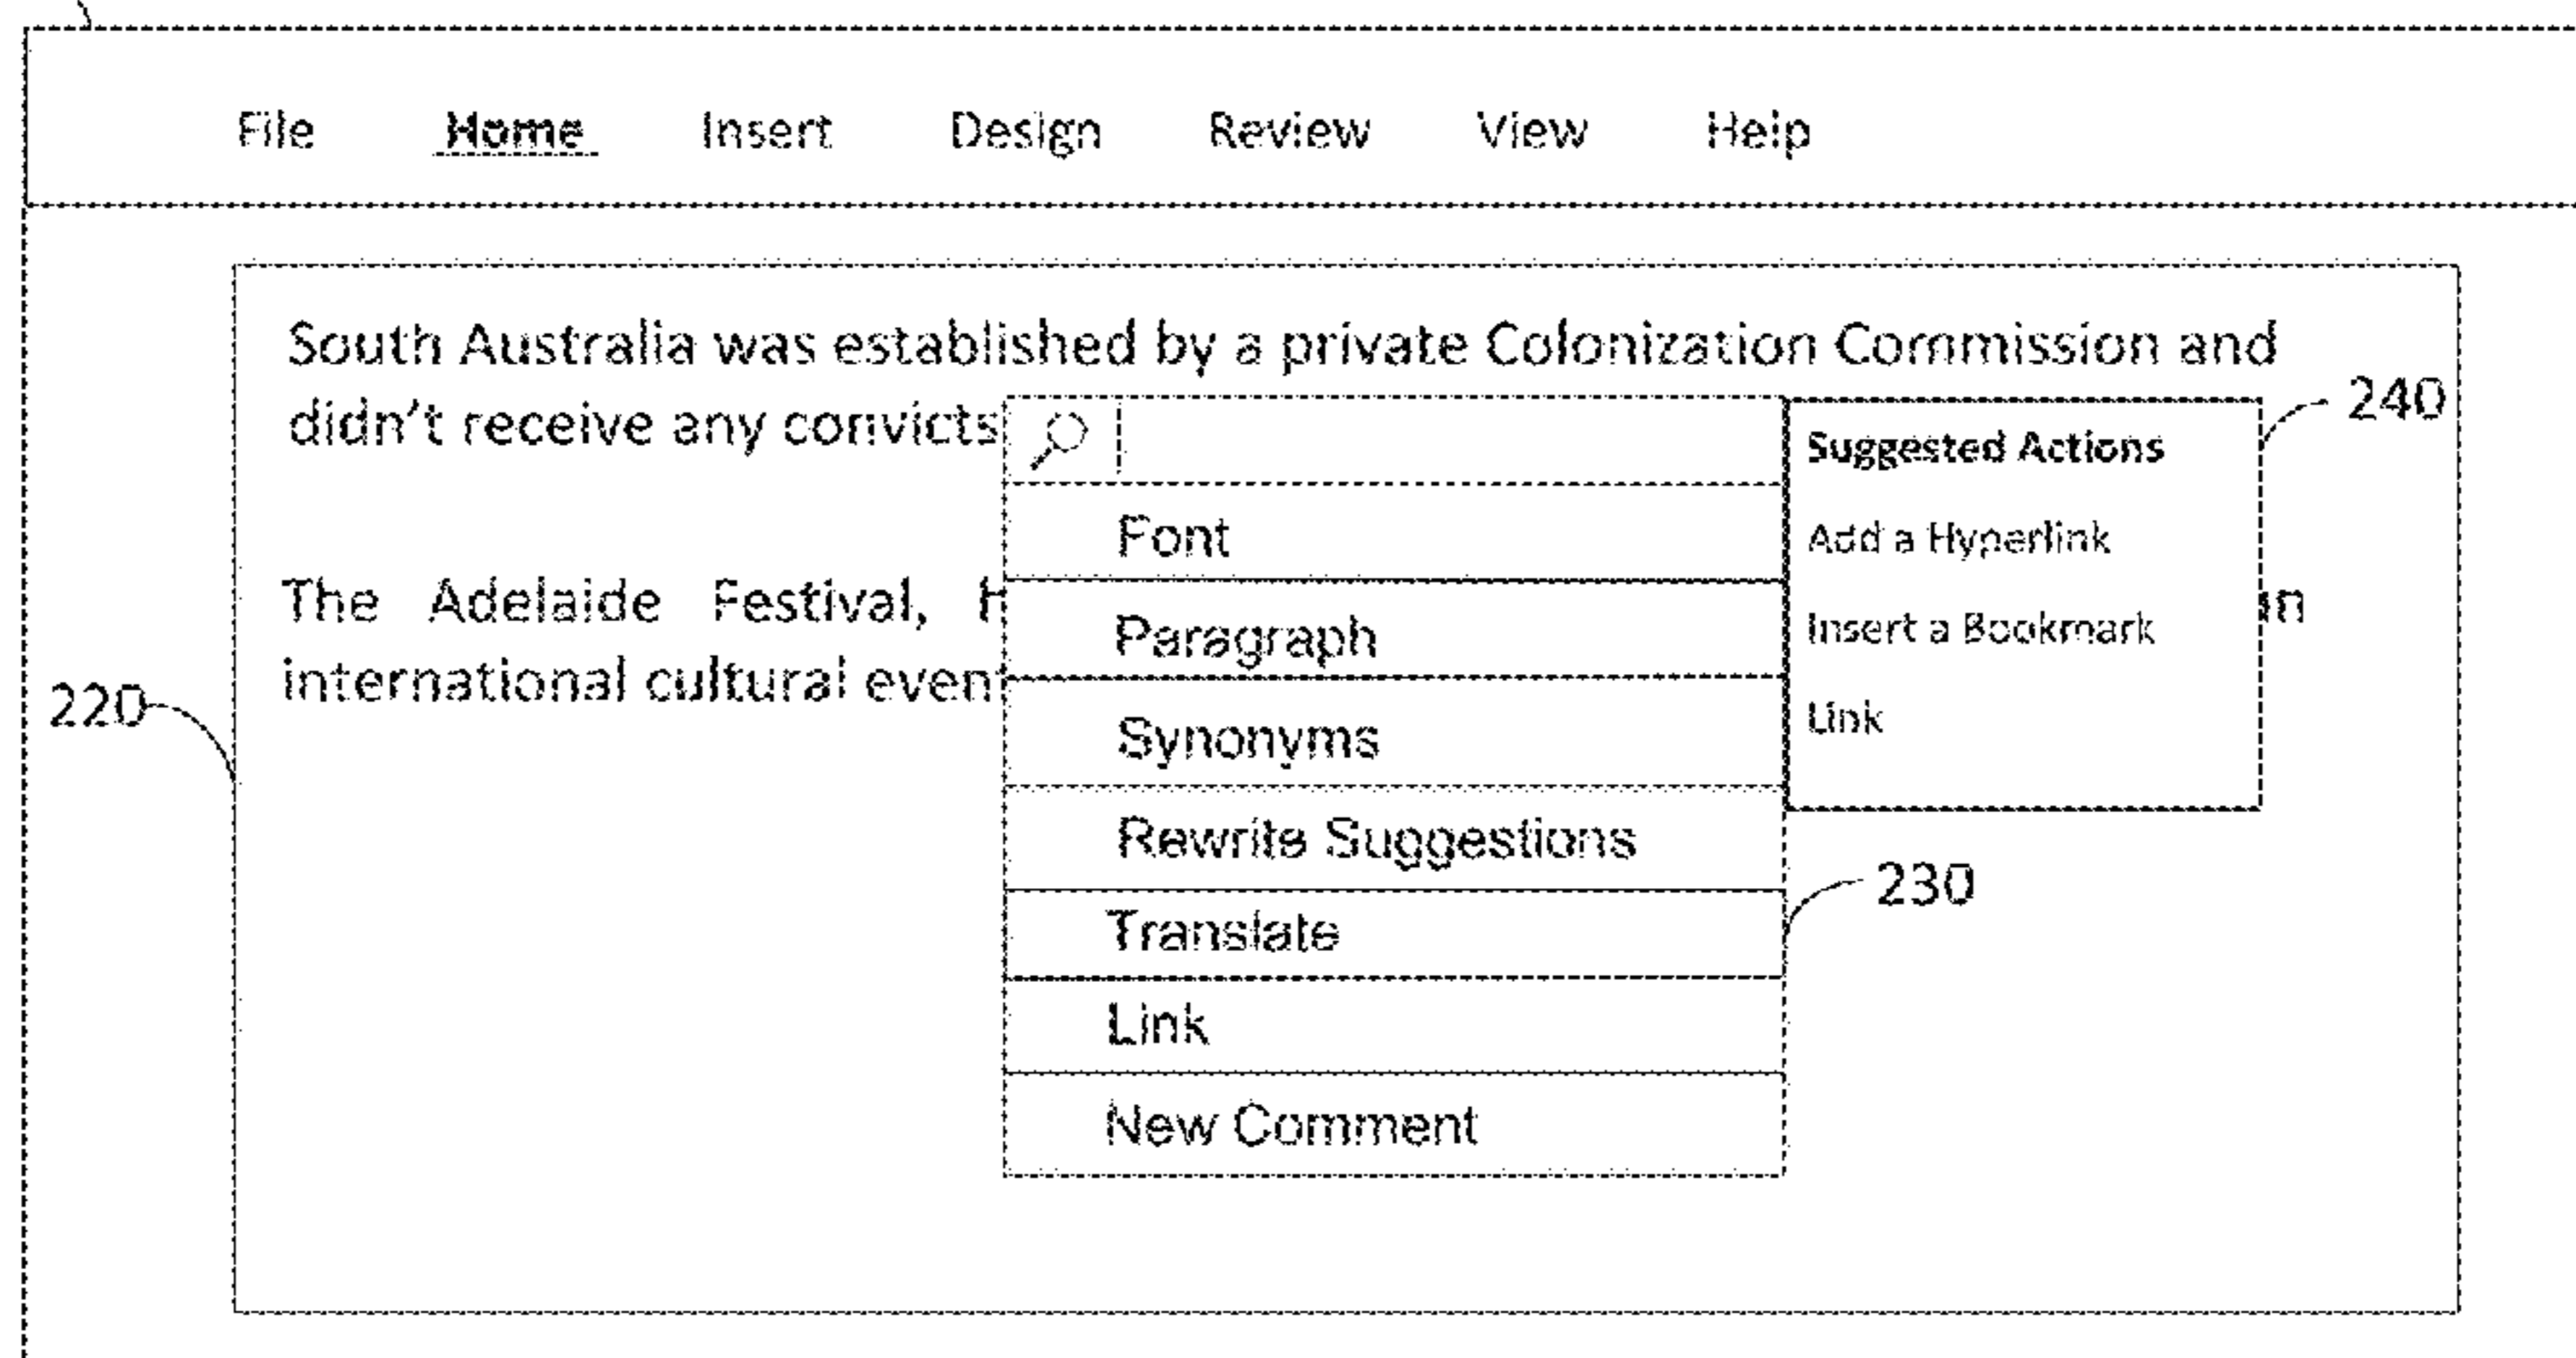 File Home Insert Design Review View Help
South Australia was established by a private Colonization Commission and
didn't receive any convicts
240
Suggested Actions
Add a Hyperlink
Insert a Bookmark
Link
Font
Paragraph
Synonyms
Rewrite Suggestions
Translate
Link
New Comment
The Adelaide Festival,
international cultural even
220
230